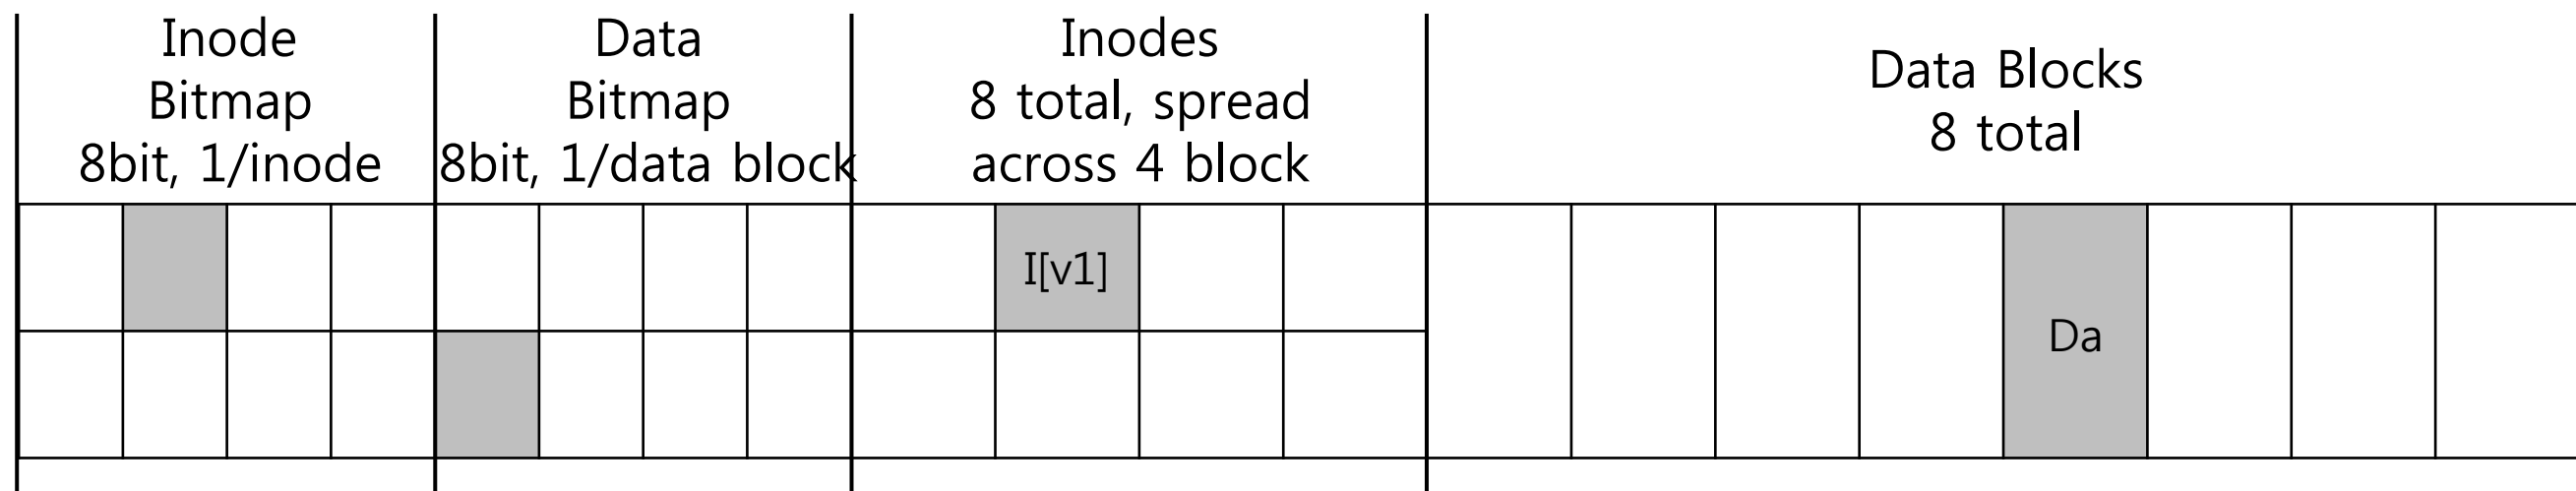 Inode
Bitmap
8bit, 1/inode
Data
Bitmap
8bit, 1/data block
Inodes
8 total, spread
across 4 block
Data Blocks
8 total
I[v1]
Da